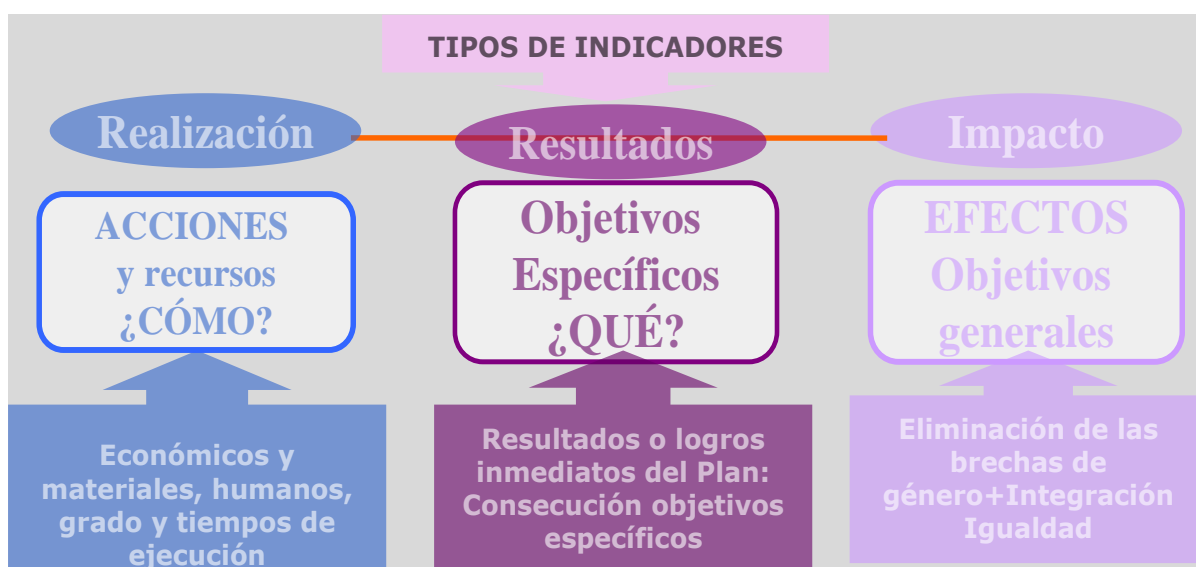 TIPOS DE INDICADORES
Realización
Resultados
Impacto
ACCIONES
y recursos
¿CÓMO?
Objetivos
Específicos
¿QUÉ?
EFECTOS
Objetivos
generales
Económicos y
materiales, humanos,
grado y tiempos de
ejecución
Resultados o logros
inmediatos del Plan:
Consecución objetivos
específicos
Eliminación de las
brechas de
género+Integración
Igualdad